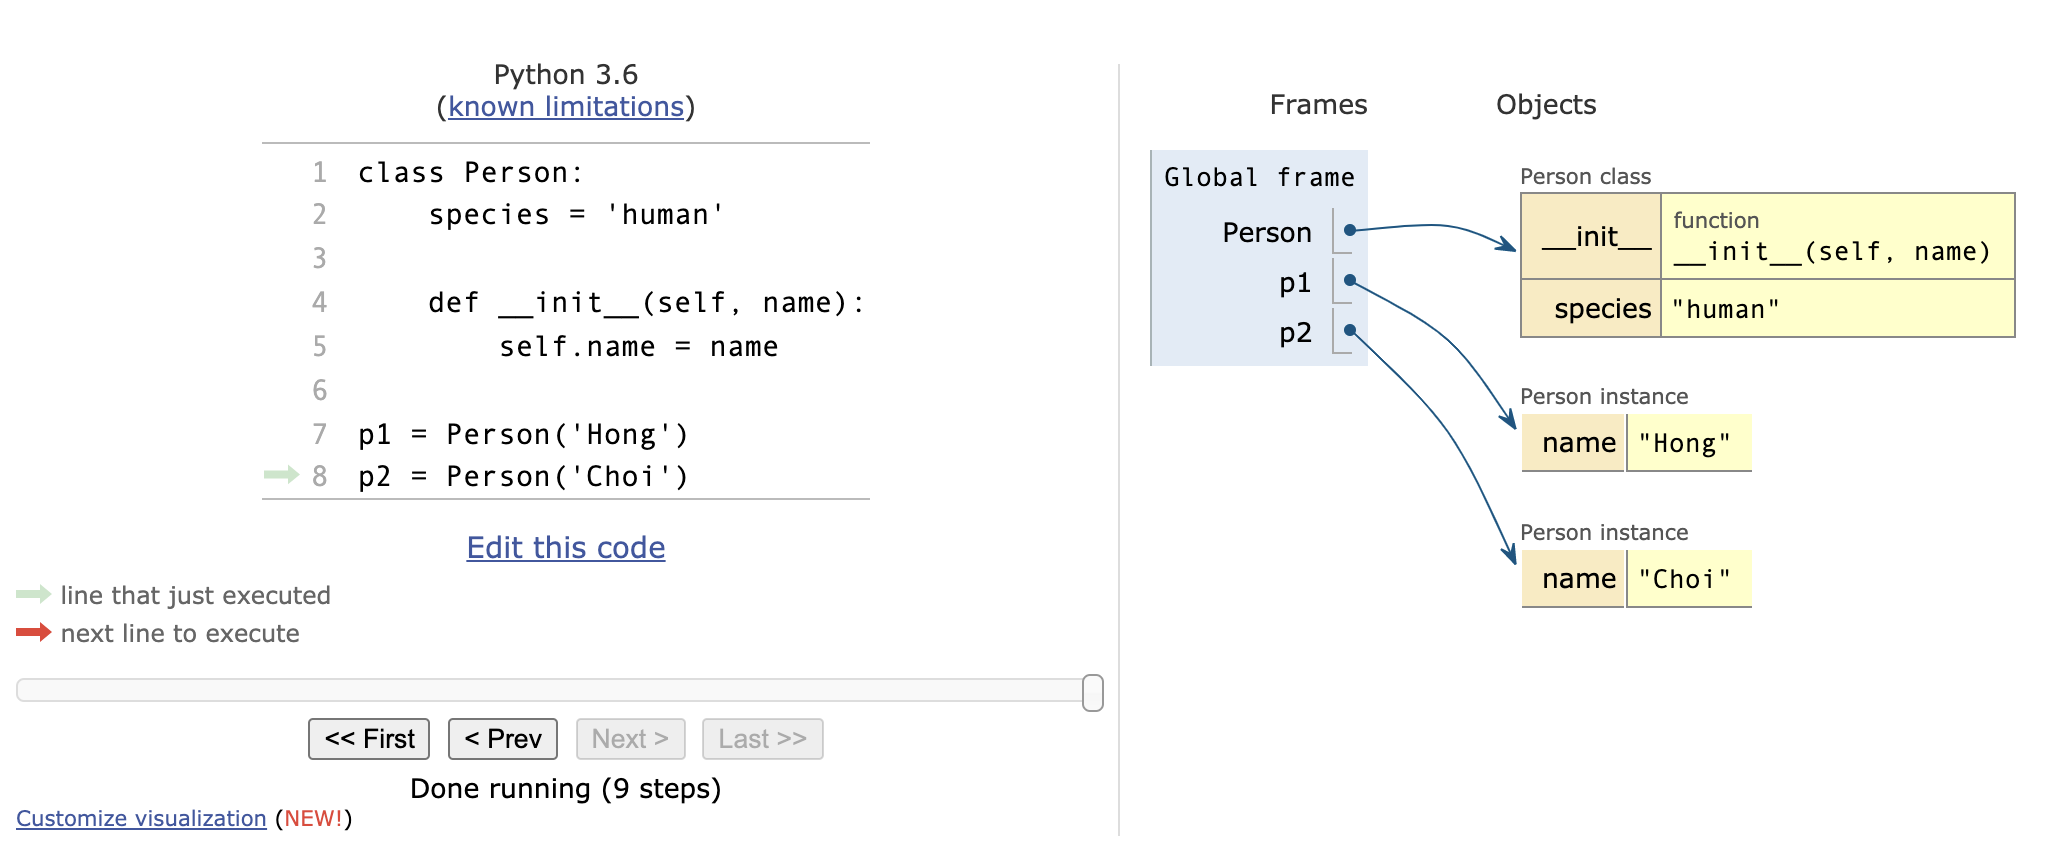 Python 3.6
(known limitations)
1 class Person:
2     species = 'human'
3
4     def __init__(self, name):
5         self.name = name
6
7 p1 = Person('Hong')
8 p2 = Person('Choi')
Edit this code
line that just executed
next line to execute
<< First < Prev Next > Last >>
Done running (9 steps)
Customize visualization (NEW!)
Frames Objects
Global frame
Person
p1
p2
Person class
__init__ function
__init__(self, name)
species "human"
Person instance
name "Hong"
Person instance
name "Choi"